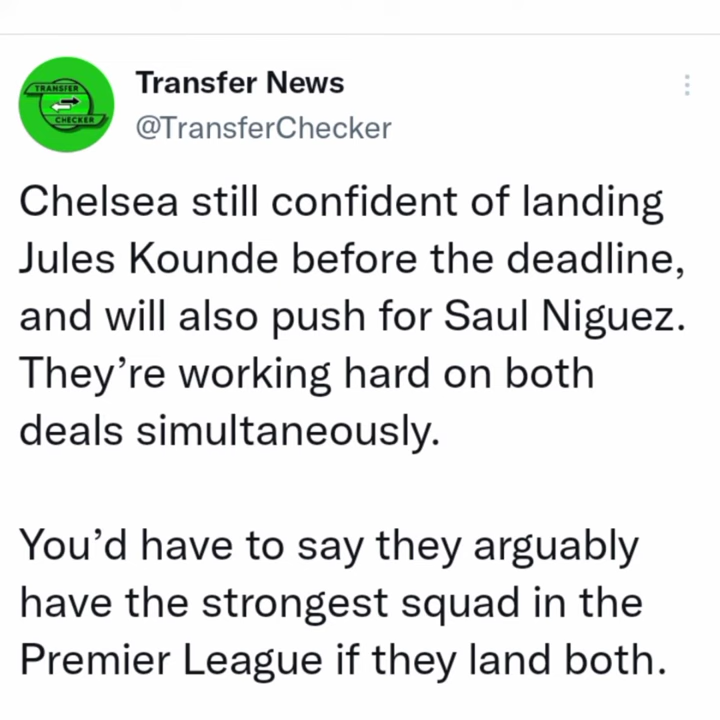 TRANSFER
CHECKER
Transfer News
@TransferChecker
Chelsea still confident of landing
Jules Kounde before the deadline,
and will also push for Saul Niguez.
They’re working hard on both
deals simultaneously.
You’d have to say they arguably
have the strongest squad in the
Premier League if they land both.